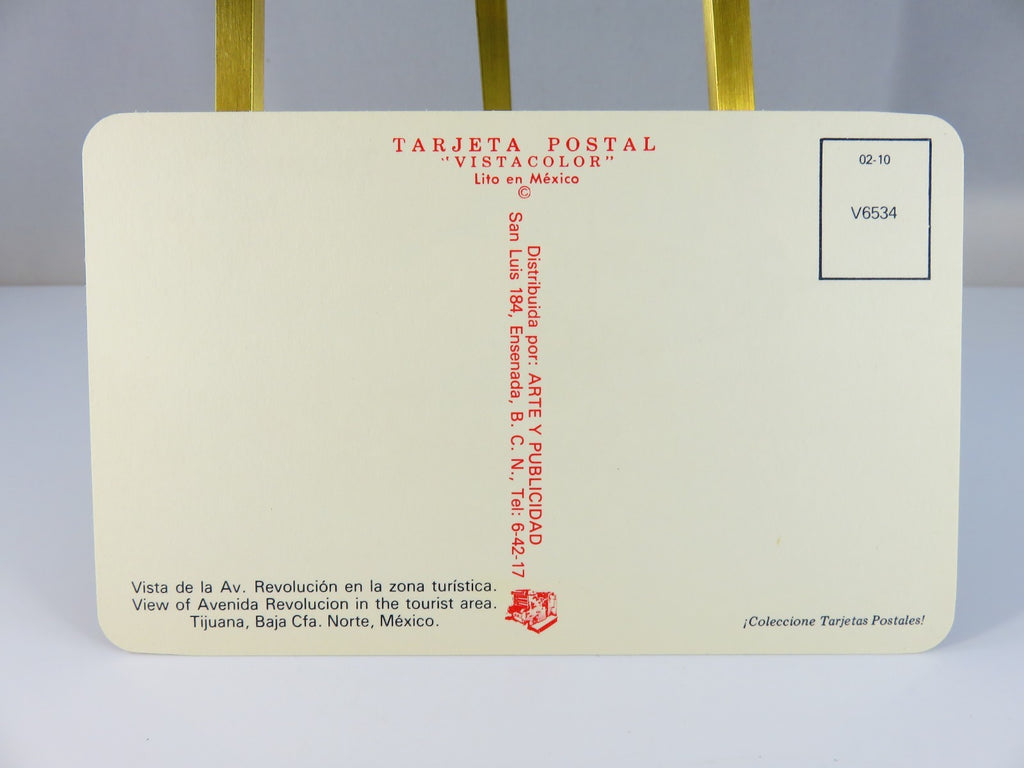 TARJETA POSTAL
"VISTACOLOR"
Lito en México
©
02-10
V6534
Distribuida por: ARTE Y PUBLICIDAD
San Luis 184, Ensenada, B. C. N., Tel: 6-42-17
Vista de la Av. Revolución en la zona turística.
View of Avenida Revolucion in the tourist area.
Tijuana, Baja Cfa. Norte, México.
¡Coleccione Tarjetas Postales!